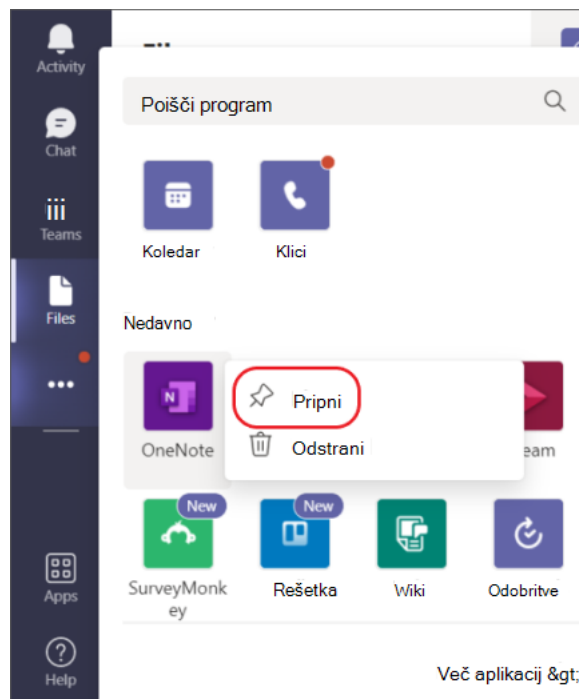 Activity
Chat
Teams
Files
Apps
Help
Poišči program
Koledar
Klici
Nedavno
OneNote
Pripni
Odstrani
eam
New
New
SurveyMonk
ey
Rešetka
Wiki
Odobritve
Več aplikacij &gt;